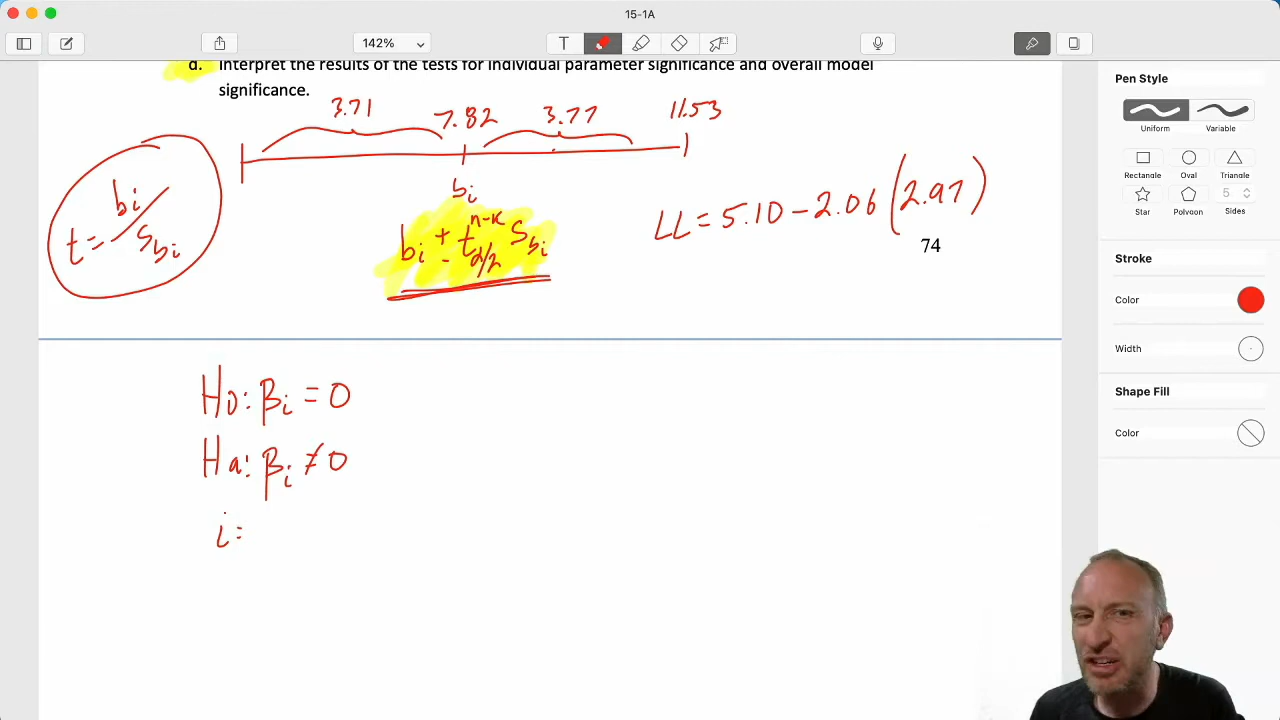 15-1A
142%
T
d. Interpret the results of the tests for individual parameter significance and overall model
significance.
3.71 7.82 3.77 11.53
bi
t = bi/Sbi
bi ± t n-k α/2 Sbi
LL = 5.10 - 2.06 (2.97)
74
H0: βi = 0
Ha: βi ≠ 0
i =
Pen Style
Uniform Variable
Rectangle Oval Triangle
Star Polygon 5 Sides
Stroke
Color
Width
Shape Fill
Color